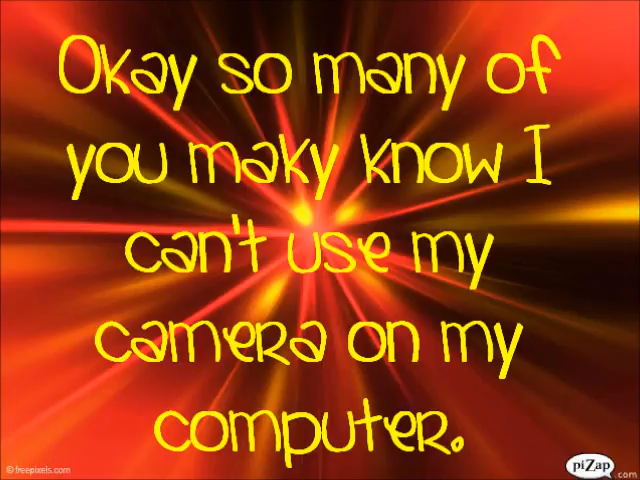 Okay so many of
you maky know I
can't use my
camera on my
computer.
© freepixels.com
piZap
.com